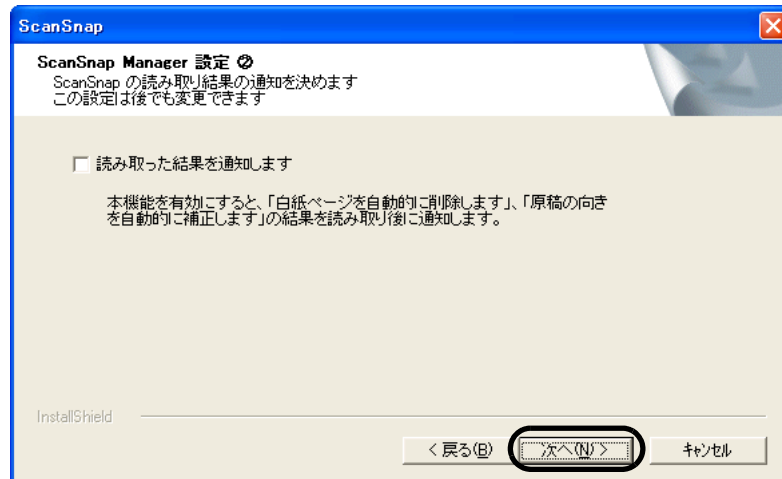 ScanSnap
ScanSnap Manager 設定 ②
ScanSnap の読み取り結果の通知を決めます
この設定は後でも変更できます
読み取った結果を通知します
本機能を有効にすると、「白紙ページを自動的に削除します」、「原稿の向き
を自動的に補正します」の結果を読み取り後に通知します。
InstallShield
< 戻る(B) 次へ(N) > キャンセル